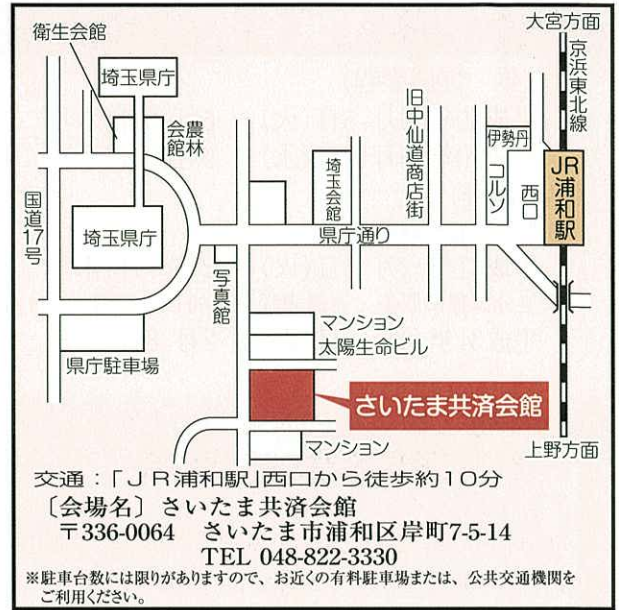 大宮方面
衛生会館
京浜東北線
埼玉県庁
旧中仙道商店街
農林会館
伊勢丹
埼玉会館
コルソ
西口
JR浦和駅
国道17号
埼玉県庁
県庁通り
写真館
マンション
太陽生命ビル
県庁駐車場
さいたま共済会館
マンション
上野方面
交通：「ＪＲ浦和駅」西口から徒歩約10分
〔会場名〕さいたま共済会館
〒336-0064　さいたま市浦和区岸町7-5-14
TEL 048-822-3330
※駐車台数には限りがありますので、お近くの有料駐車場または、公共交通機関を
ご利用ください。